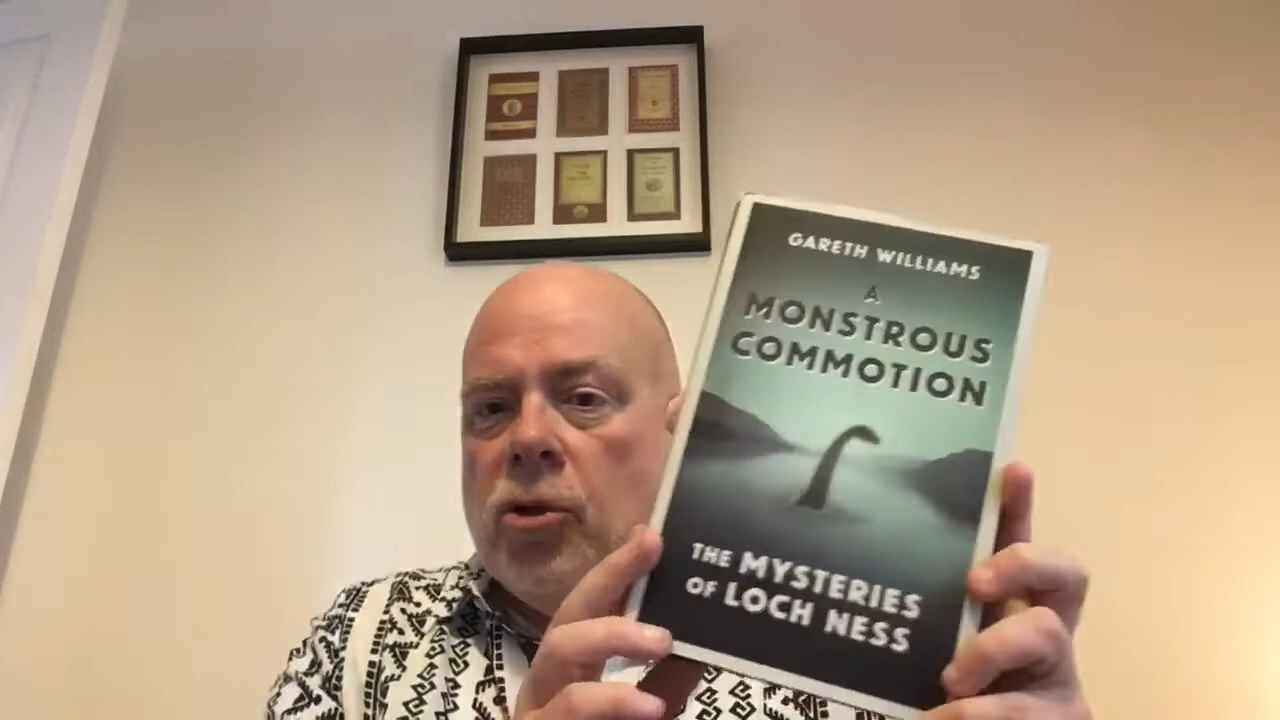 GARETH WILLIAMS
A
MONSTROUS
COMMOTION
THE MYSTERIES
OF LOCH NESS